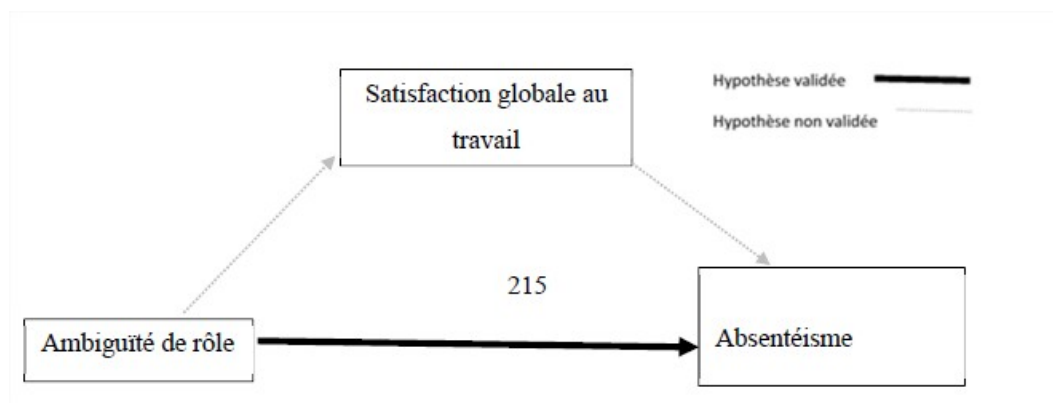 Satisfaction globale au
travail
Hypothèse validée
Hypothèse non validée
215
Ambiguïté de rôle
Absentéisme